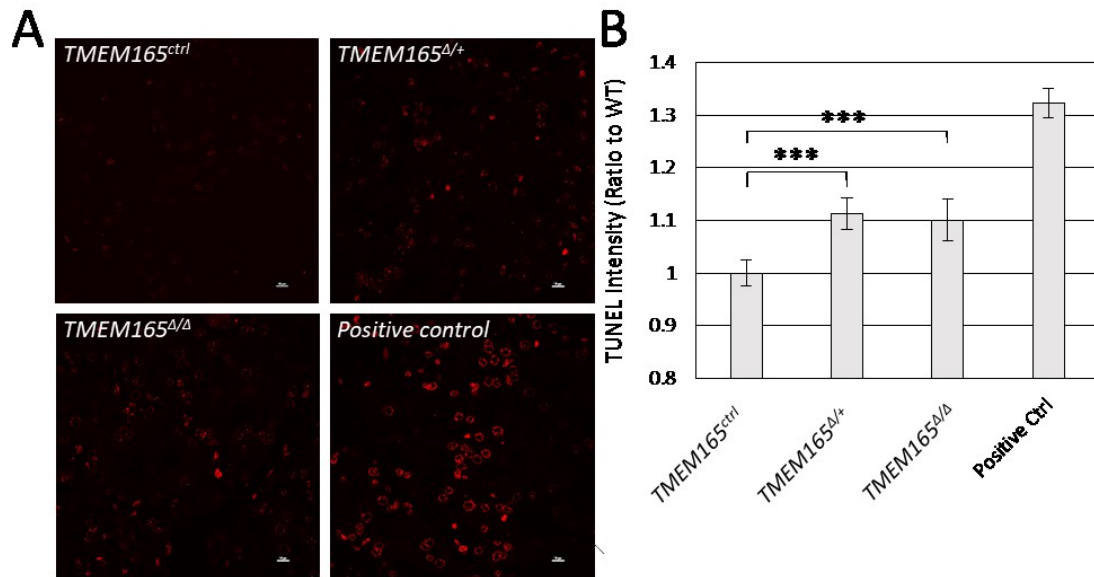 A
TMEM165ctrl
TMEM165Δ/+
TMEM165Δ/Δ
Positive control
B
TUNEL Intensity (Ratio to WT)
1.4
1.3
1.2
1.1
1
0.9
0.8
***
***
TMEM165ctrl
TMEM165Δ/+
TMEM165Δ/Δ
Positive Ctrl